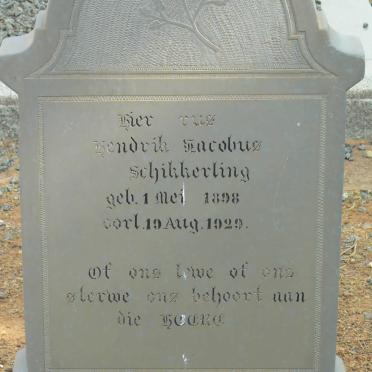 Hier rus
Hendrik Jacobus
Schikkerling
geb. 1 Mei 1898
oorl. 19 Aug. 1929.
Of ons lewe of ons
sterwe ons behoort aan
die HEERE